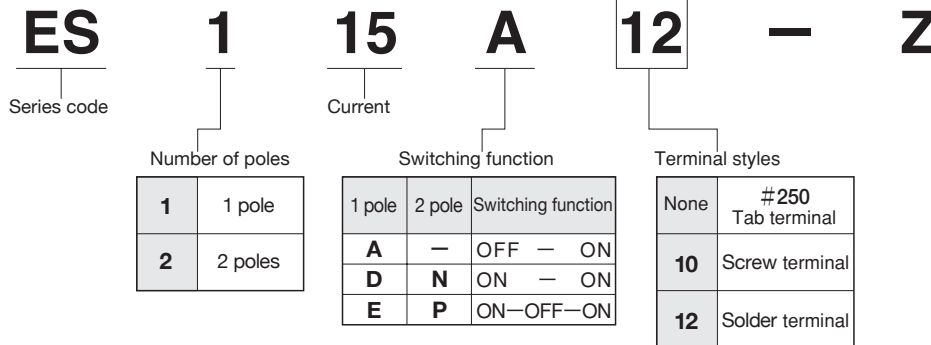 ES 1 15 A 12 － Z
Series code
Current
Number of poles
1 1 pole
2 2 poles
Switching function
1 pole 2 pole Switching function
A － OFF － ON
D N ON － ON
E P ON－OFF－ON
Terminal styles
None #250
Tab terminal
10 Screw terminal
12 Solder terminal